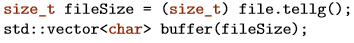 size_t fileSize = (size_t) file.tellg();
std::vector<char> buffer(fileSize);